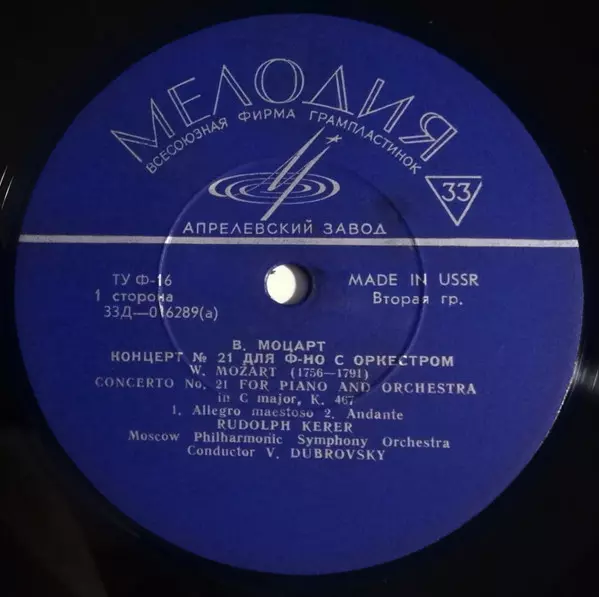 МЕЛОДИЯ
ВСЕСОЮЗНАЯ ФИРМА ГРАМПЛАСТИНОК
33
АПРЕЛЕВСКИЙ ЗАВОД
ТУ Ф-16
MADE IN USSR
1 сторона
Вторая гр.
33Д—016289(а)
В. МОЦАРТ
КОНЦЕРТ № 21 ДЛЯ Ф-НО С ОРКЕСТРОМ
W. MOZART (1756—1791)
CONCERTO No. 21 FOR PIANO AND ORCHESTRA
in C major, K. 467
1. Allegro maestoso 2. Andante
RUDOLPH KERER
Moscow Philharmonic Symphony Orchestra
Conductor V. DUBROVSKY